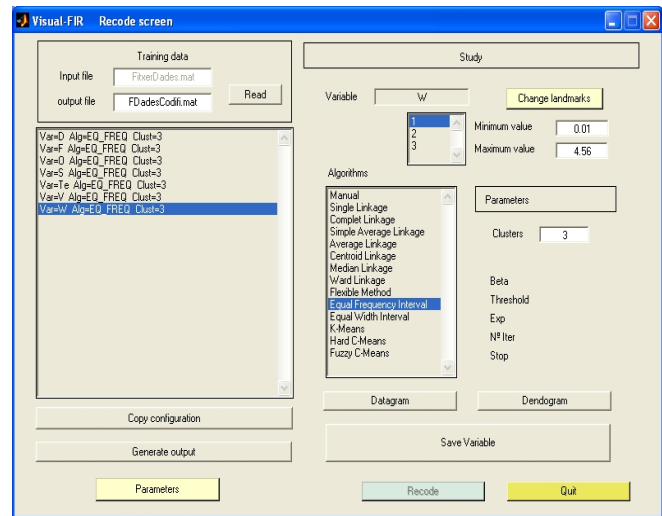 Visual-FIR Recode screen
Training data
Input file FitxerDades.mat
output file FDadesCodifi.mat
Read
Var=D Alg=EQ_FREQ Clust=3
Var=F Alg=EQ_FREQ Clust=3
Var=O Alg=EQ_FREQ Clust=3
Var=S Alg=EQ_FREQ Clust=3
Var=Te Alg=EQ_FREQ Clust=3
Var=V Alg=EQ_FREQ Clust=3
Var=W Alg=EQ_FREQ Clust=3
Copy configuration
Generate output
Parameters
Study
Variable W
Change landmarks
1
2
3
Minimum value 0.01
Maximum value 4.56
Algorithms
Manual
Single Linkage
Complet Linkage
Simple Average Linkage
Average Linkage
Centroid Linkage
Median Linkage
Ward Linkage
Flexible Method
Equal Frequency Interval
Equal Width Interval
K-Means
Hard C-Means
Fuzzy C-Means
Parameters
Clusters 3
Beta
Threshold
Exp
Nº Iter
Stop
Datagram
Dendogram
Save Variable
Recode
Quit